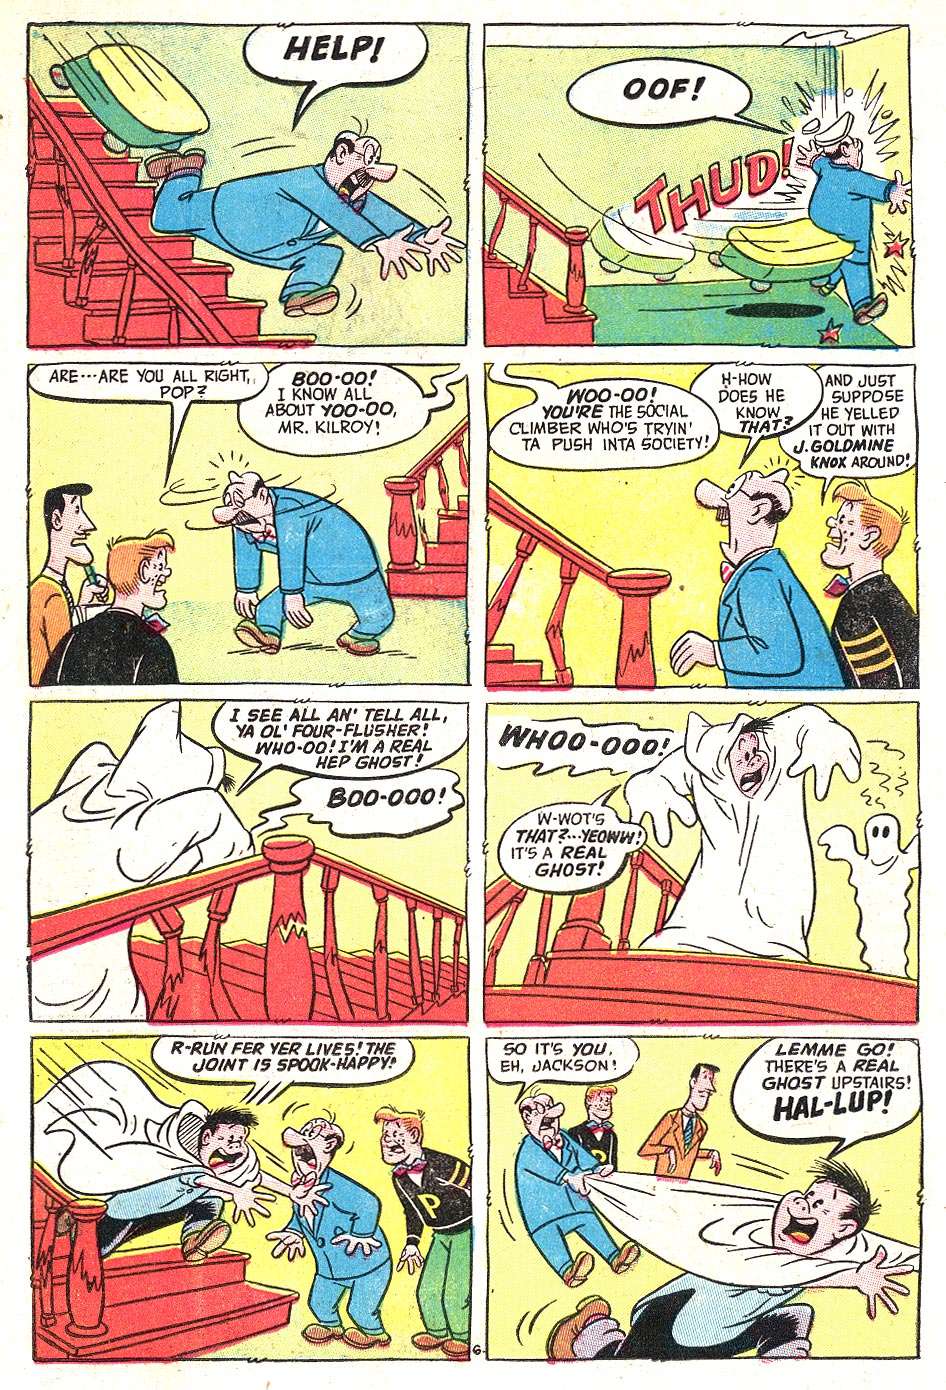 HELP!
OOF!
THUD!
ARE---ARE YOU ALL RIGHT,
POP?
BOO-OO!
I KNOW ALL
ABOUT YOO-OO,
MR. KILROY!
WOO-OO!
YOU'RE THE SOCIAL
CLIMBER WHO'S TRYIN'
TA PUSH INTA SOCIETY!
H-HOW
DOES HE
KNOW
THAT?
AND JUST
SUPPOSE
HE YELLED
IT OUT WITH
J. GOLDMINE
KNOX AROUND!
I SEE ALL AN' TELL ALL,
YA OL' FOUR-FLUSHER!
WHO-OO! I'M A REAL
HEP GHOST!
BOO-OOO!
WHOO-OOO!
W-WOT'S
THAT?--YEOWW!
IT'S A REAL
GHOST!
R-RUN FER YER LIVES! THE
JOINT IS SPOOK-HAPPY!
P
SO IT'S YOU,
EH, JACKSON!
LEMME GO!
THERE'S A REAL
GHOST UPSTAIRS!
HAL-LUP!
6